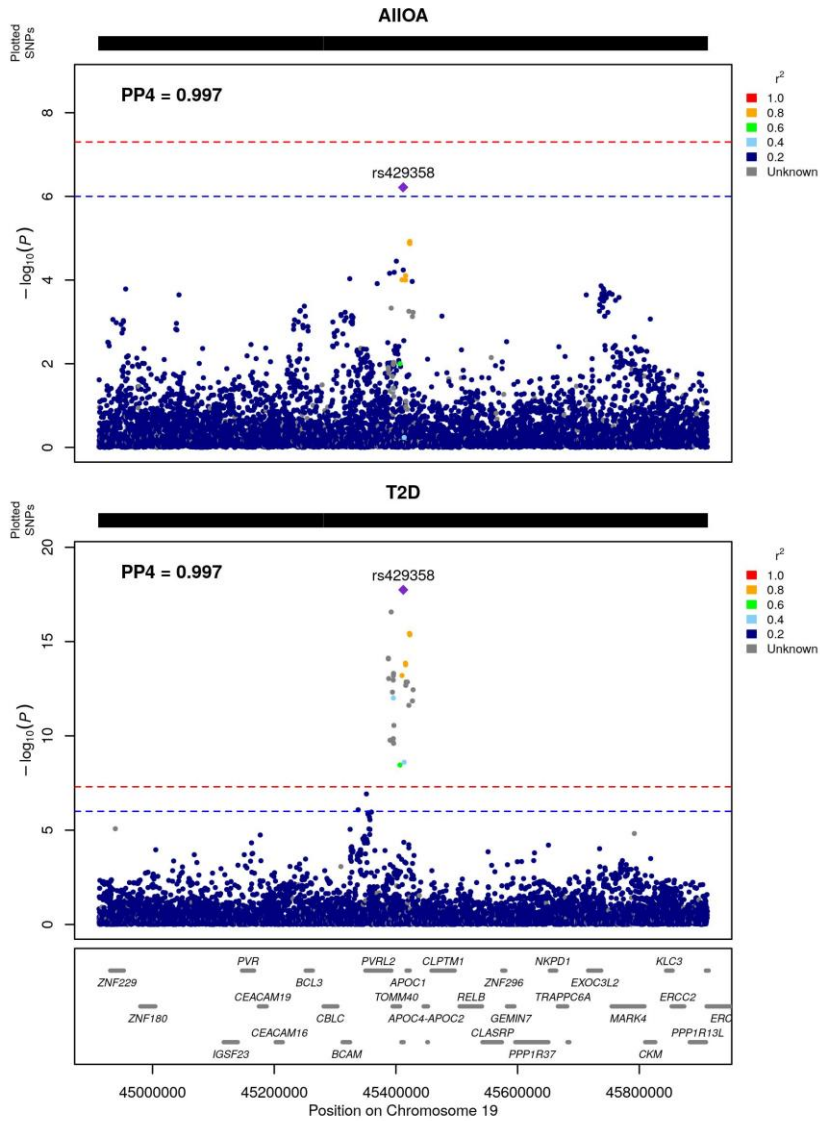 AllOA
Plotted
SNPs
PP4 = 0.997
rs429358
8
6
4
2
0
− log10(P)
r2
1.0
0.8
0.6
0.4
0.2
Unknown
T2D
Plotted
SNPs
PP4 = 0.997
rs429358
20
15
10
5
0
− log10(P)
r2
1.0
0.8
0.6
0.4
0.2
Unknown
PVR PVRL2 CLPTM1 NKPD1 KLC3
ZNF229 BCL3 APOC1 ZNF296 EXOC3L2
CEACAM19 TOMM40 RELB TRAPPC6A ERCC2
ZNF180 CBLC APOC4-APOC2 GEMIN7 MARK4 ERC
CEACAM16 CLASRP PPP1R13L
IGSF23 BCAM PPP1R37 CKM
45000000 45200000 45400000 45600000 45800000
Position on Chromosome 19